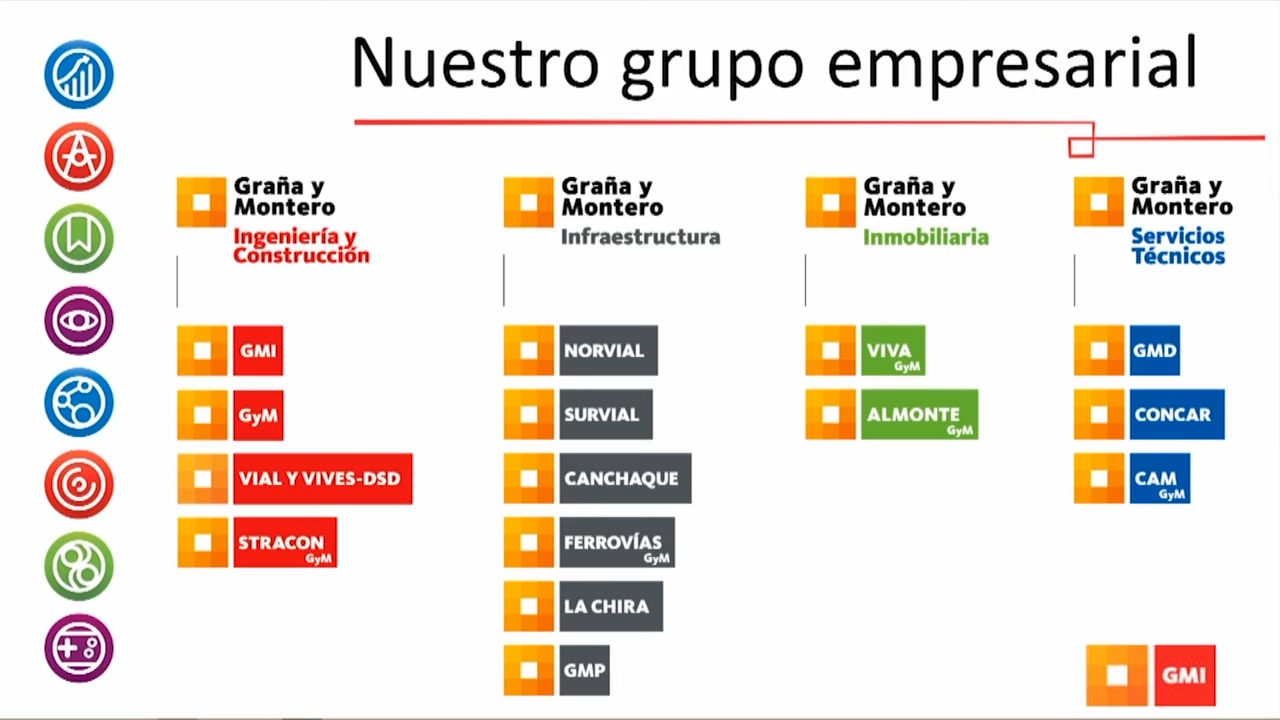 Nuestro grupo empresarial
Graña y
Montero
Ingeniería y
Construcción
GMI
GyM
VIAL Y VIVES-DSD
STRACON
GyM
Graña y
Montero
Infraestructura
NORVIAL
SURVIAL
CANCHAQUE
FERROVÍAS
GyM
LA CHIRA
GMP
Graña y
Montero
Inmobiliaria
VIVA
GyM
ALMONTE
GyM
Graña y
Montero
Servicios
Técnicos
GMD
CONCAR
CAM
GyM
GMI